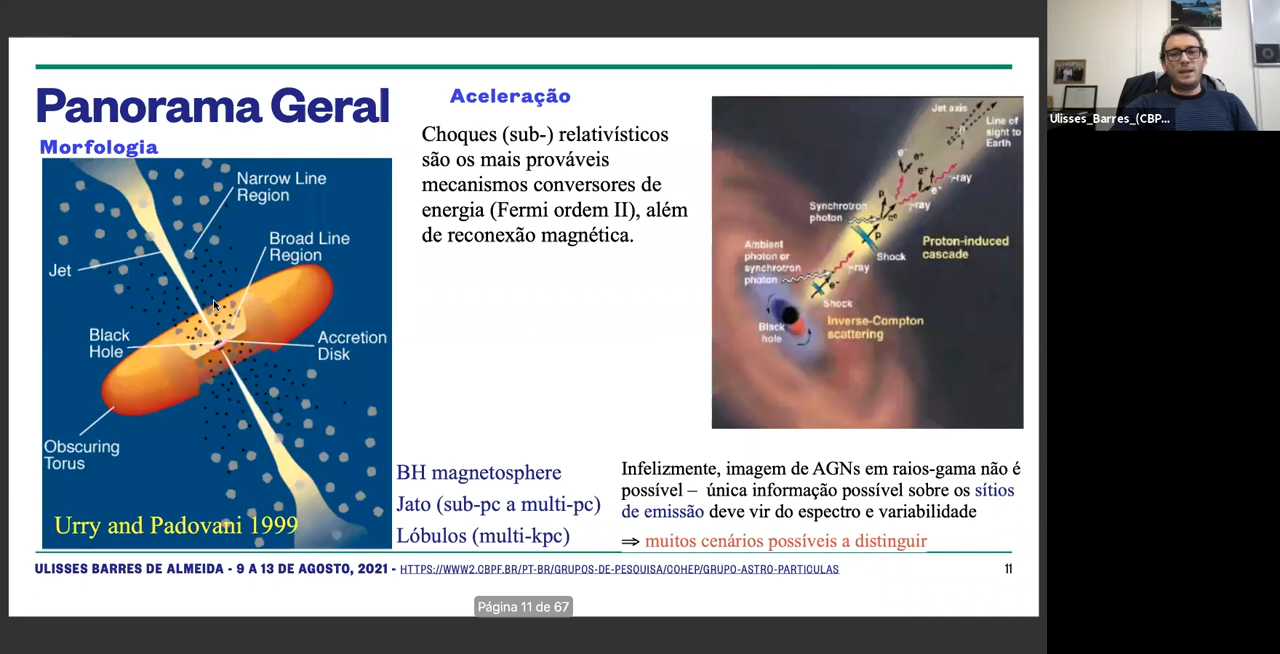 Panorama Geral
Morfologia
Narrow Line
Region
Broad Line
Region
Jet
Black
Hole
Accretion
Disk
Obscuring
Torus
Urry and Padovani 1999
Aceleração
Choques (sub-) relativísticos
são os mais prováveis
mecanismos conversores de
energia (Fermi ordem II), além
de reconexão magnética.
BH magnetosphere
Jato (sub-pc a multi-pc)
Lóbulos (multi-kpc)
Jet axis
Line of
sight to
Earth
e⁻
e⁺
γ-ray
e⁻
γ-ray
p
π⁰
Synchrotron
photon
p
Shock
Proton-induced
cascade
Ambient
photon or
synchrotron
photon
γ-ray
e⁻
Shock
Black
hole
Inverse-Compton
scattering
Infelizmente, imagem de AGNs em raios-gama não é
possível – única informação possível sobre os sítios
de emissão deve vir do espectro e variabilidade
⇒ muitos cenários possíveis a distinguir
ULISSES BARRES DE ALMEIDA - 9 A 13 DE AGOSTO, 2021 - HTTPS://WWW2.CBPF.BR/PT-BR/GRUPOS-DE-PESQUISA/COHEP/GRUPO-ASTRO-PARTICULAS
11
Página 11 de 67
Ulisses_Barres_(CBP...